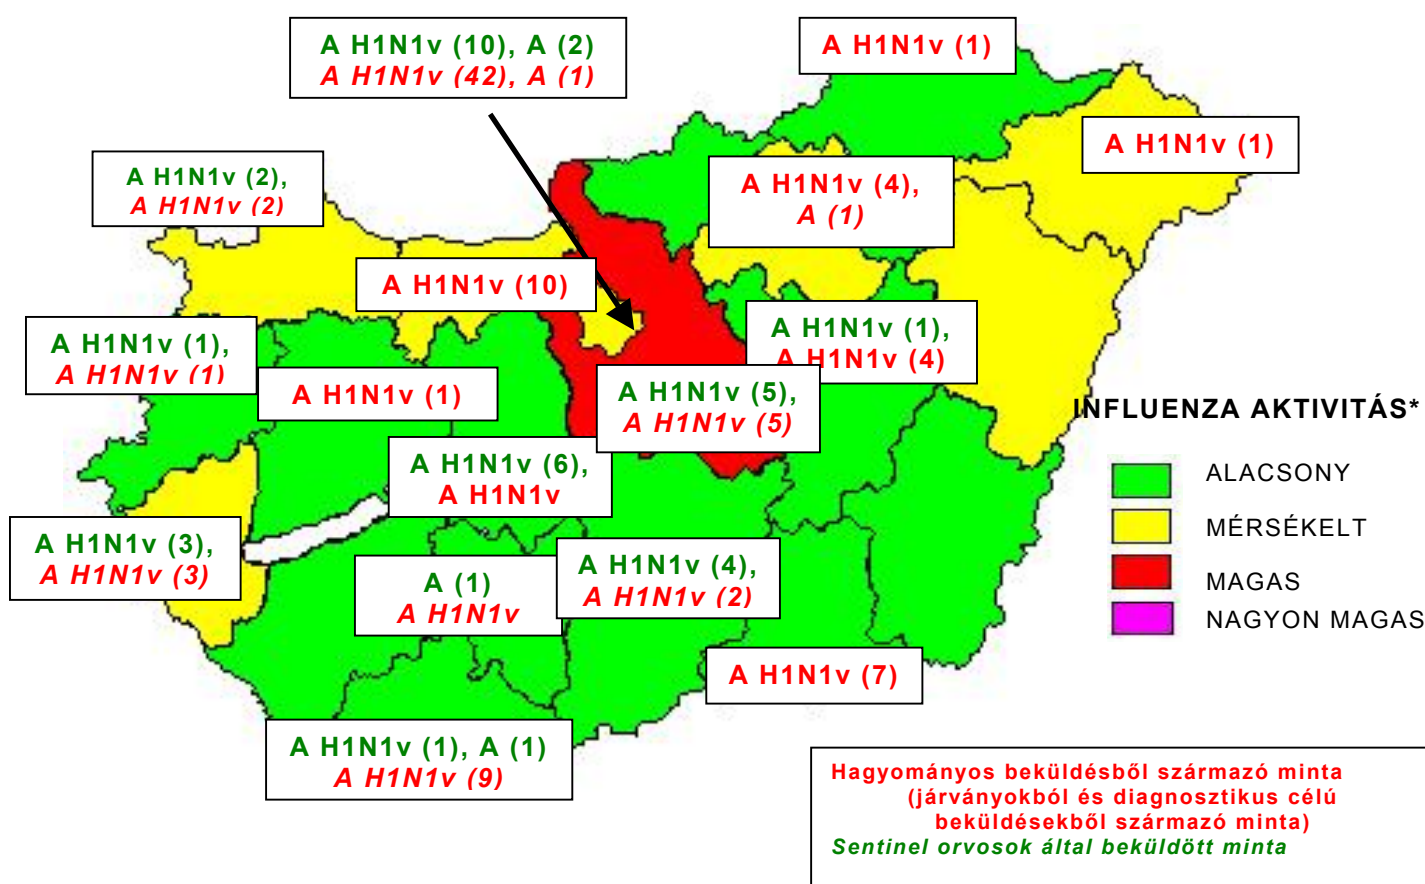 A H1N1v (10), A (2)
A H1N1v (42), A (1)
A H1N1v (1)
A H1N1v (1)
A H1N1v (2),
A H1N1v (2)
A H1N1v (4),
A (1)
A H1N1v (10)
A H1N1v (1),
A H1N1v (4)
A H1N1v (1),
A H1N1v (1)
A H1N1v (1)
A H1N1v (5),
A H1N1v (5)
A H1N1v (6),
A H1N1v
A H1N1v (3),
A H1N1v (3)
A (1)
A H1N1v
A H1N1v (4),
A H1N1v (2)
A H1N1v (7)
A H1N1v (1), A (1)
A H1N1v (9)
INFLUENZA AKTIVITÁS*
ALACSONY
MÉRSÉKELT
MAGAS
NAGYON MAGAS
Hagyományos beküldésből származó minta
(járványokból és diagnosztikus célú
beküldésekből származó minta)
Sentinel orvosok által beküldött minta